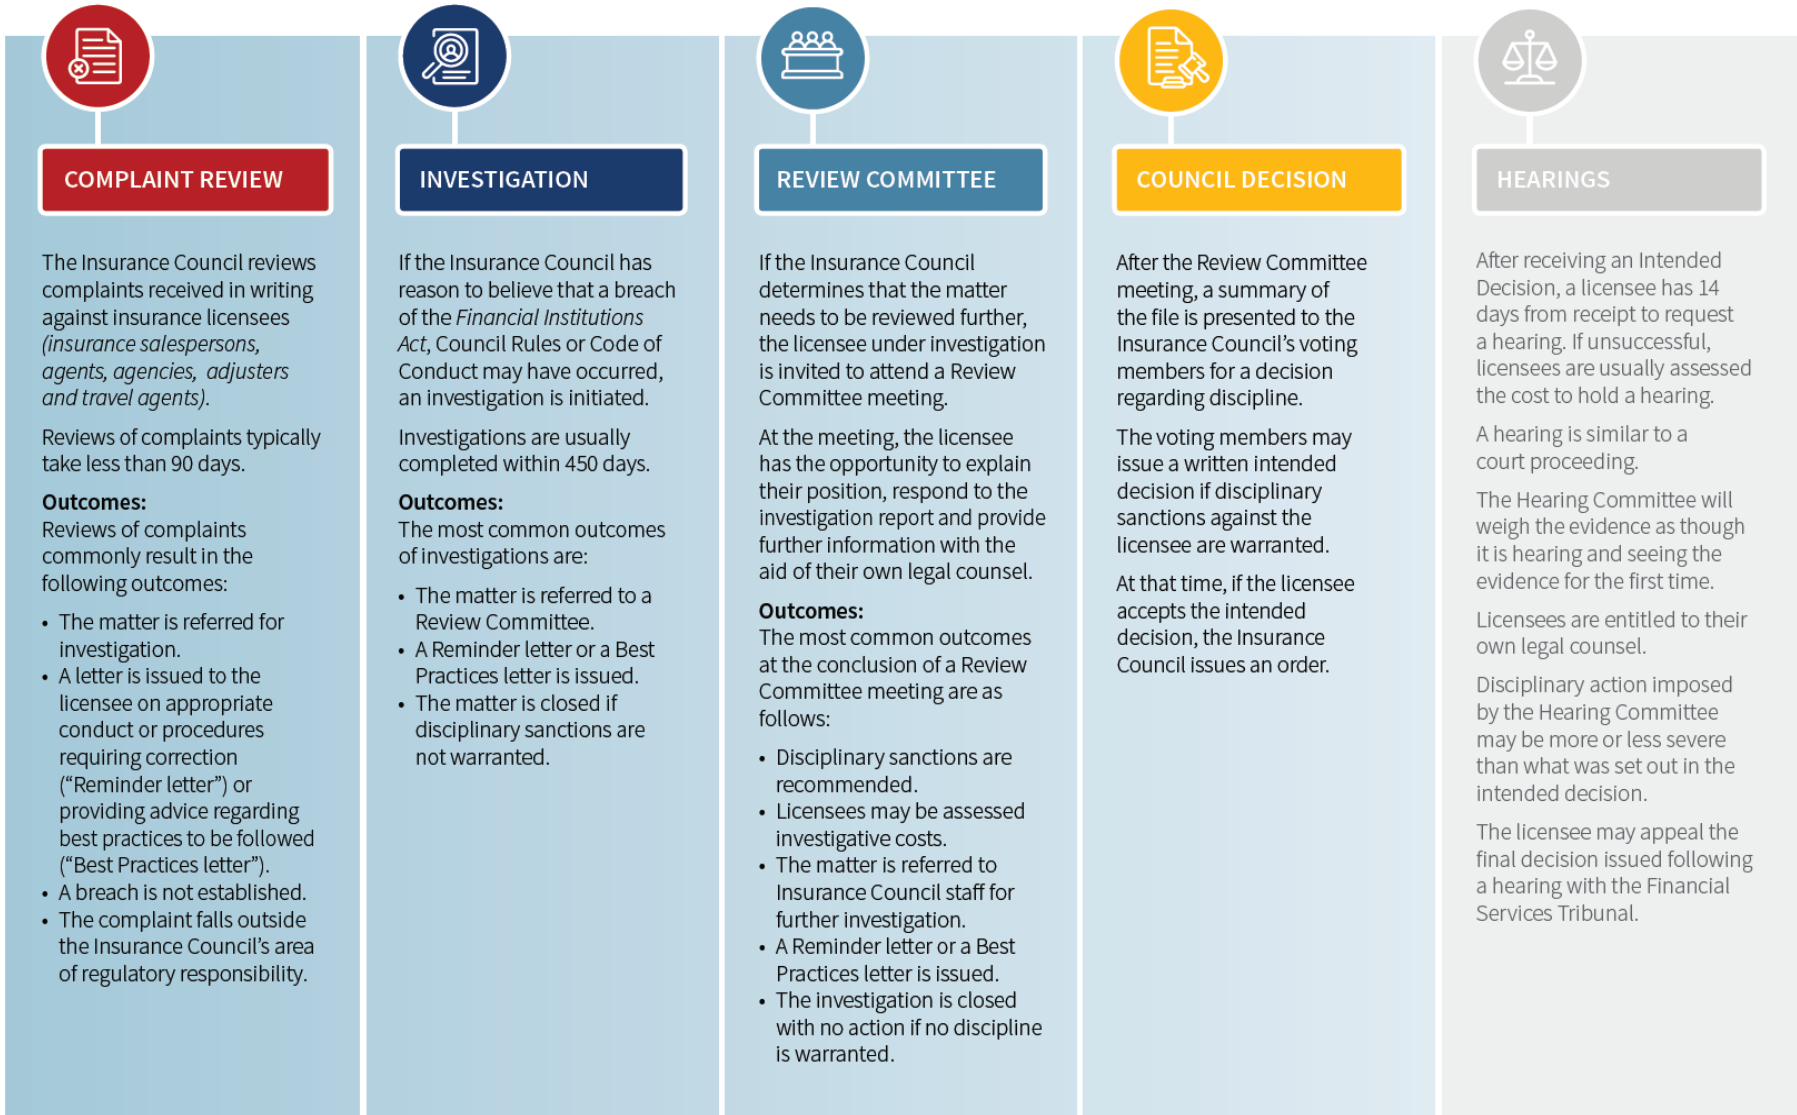 COMPLAINT REVIEW
The Insurance Council reviews
complaints received in writing
against insurance licensees
(insurance salespersons,
agents, agencies, adjusters
and travel agents).
Reviews of complaints typically
take less than 90 days.
Outcomes:
Reviews of complaints
commonly result in the
following outcomes:
• The matter is referred for
investigation.
• A letter is issued to the
licensee on appropriate
conduct or procedures
requiring correction
(“Reminder letter”) or
providing advice regarding
best practices to be followed
(“Best Practices letter”).
• A breach is not established.
• The complaint falls outside
the Insurance Council’s area
of regulatory responsibility.
INVESTIGATION
If the Insurance Council has
reason to believe that a breach
of the Financial Institutions
Act, Council Rules or Code of
Conduct may have occurred,
an investigation is initiated.
Investigations are usually
completed within 450 days.
Outcomes:
The most common outcomes
of investigations are:
• The matter is referred to a
Review Committee.
• A Reminder letter or a Best
Practices letter is issued.
• The matter is closed if
disciplinary sanctions are
not warranted.
REVIEW COMMITTEE
If the Insurance Council
determines that the matter
needs to be reviewed further,
the licensee under investigation
is invited to attend a Review
Committee meeting.
At the meeting, the licensee
has the opportunity to explain
their position, respond to the
investigation report and provide
further information with the
aid of their own legal counsel.
Outcomes:
The most common outcomes
at the conclusion of a Review
Committee meeting are as
follows:
• Disciplinary sanctions are
recommended.
• Licensees may be assessed
investigative costs.
• The matter is referred to
Insurance Council staff for
further investigation.
• A Reminder letter or a Best
Practices letter is issued.
• The investigation is closed
with no action if no discipline
is warranted.
COUNCIL DECISION
After the Review Committee
meeting, a summary of
the file is presented to the
Insurance Council’s voting
members for a decision
regarding discipline.
The voting members may
issue a written intended
decision if disciplinary
sanctions against the
licensee are warranted.
At that time, if the licensee
accepts the intended
decision, the Insurance
Council issues an order.
HEARINGS
After receiving an Intended
Decision, a licensee has 14
days from receipt to request
a hearing. If unsuccessful,
licensees are usually assessed
the cost to hold a hearing.
A hearing is similar to a
court proceeding.
The Hearing Committee will
weigh the evidence as though
it is hearing and seeing the
evidence for the first time.
Licensees are entitled to their
own legal counsel.
Disciplinary action imposed
by the Hearing Committee
may be more or less severe
than what was set out in the
intended decision.
The licensee may appeal the
final decision issued following
a hearing with the Financial
Services Tribunal.